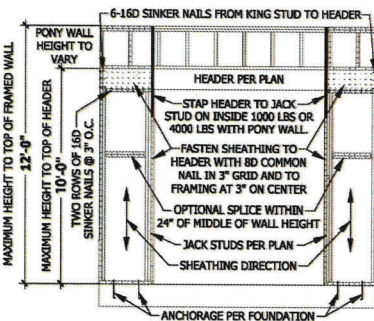 6-16D SINKER NAILS FROM KING STUD TO HEADER
PONY WALL
HEIGHT TO
VARY
HEADER PER PLAN
STAP HEADER TO JACK
STUD ON INSIDE 1000 LBS OR
4000 LBS WITH PONY WALL.
FASTEN SHEATHING TO
HEADER WITH 8D COMMON
NAIL IN 3" GRID AND TO
FRAMING AT 3" ON CENTER
OPTIONAL SPLICE WITHIN
24" OF MIDDLE OF WALL HEIGHT
JACK STUDS PER PLAN
SHEATHING DIRECTION
ANCHORAGE PER FOUNDATION
MAXIMUM HEIGHT TO TOP OF FRAMED WALL
12'-0"
MAXIMUM HEIGHT TO TOP OF HEADER
10'-0"
TWO ROWS OF 16D
SINKER NAILS @ 3" O.C.